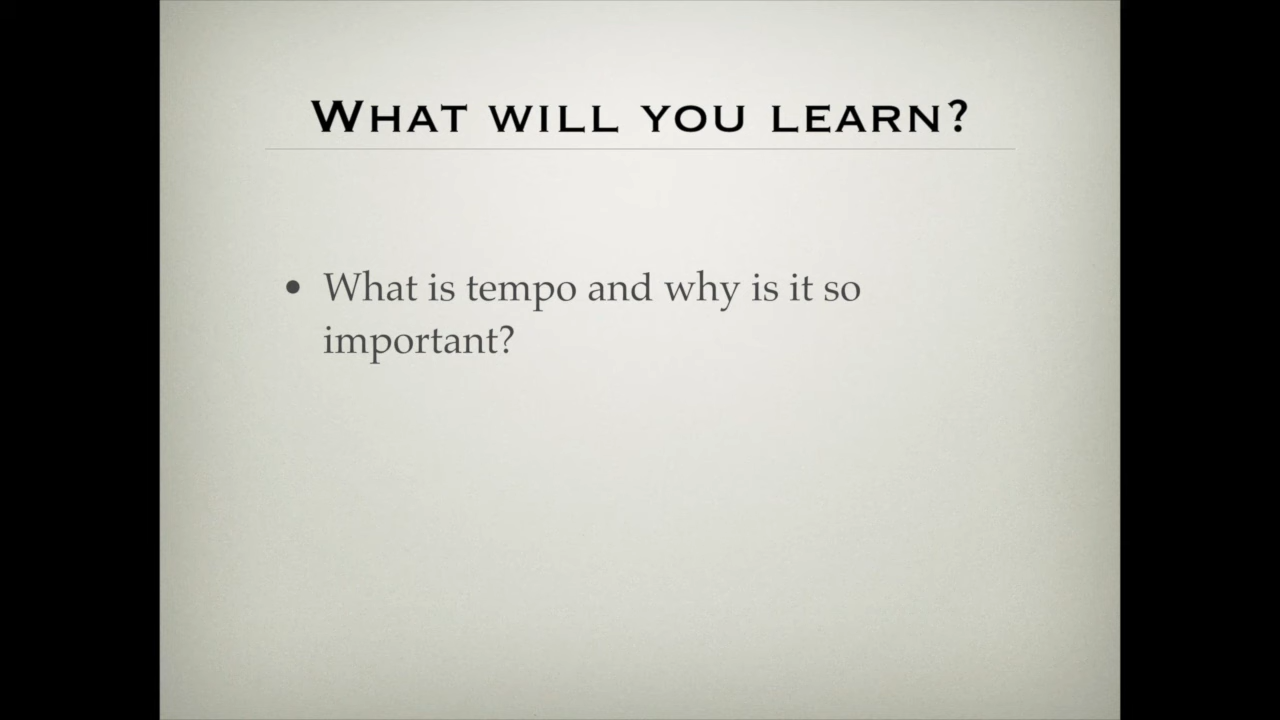 What will you learn?
• What is tempo and why is it so
important?